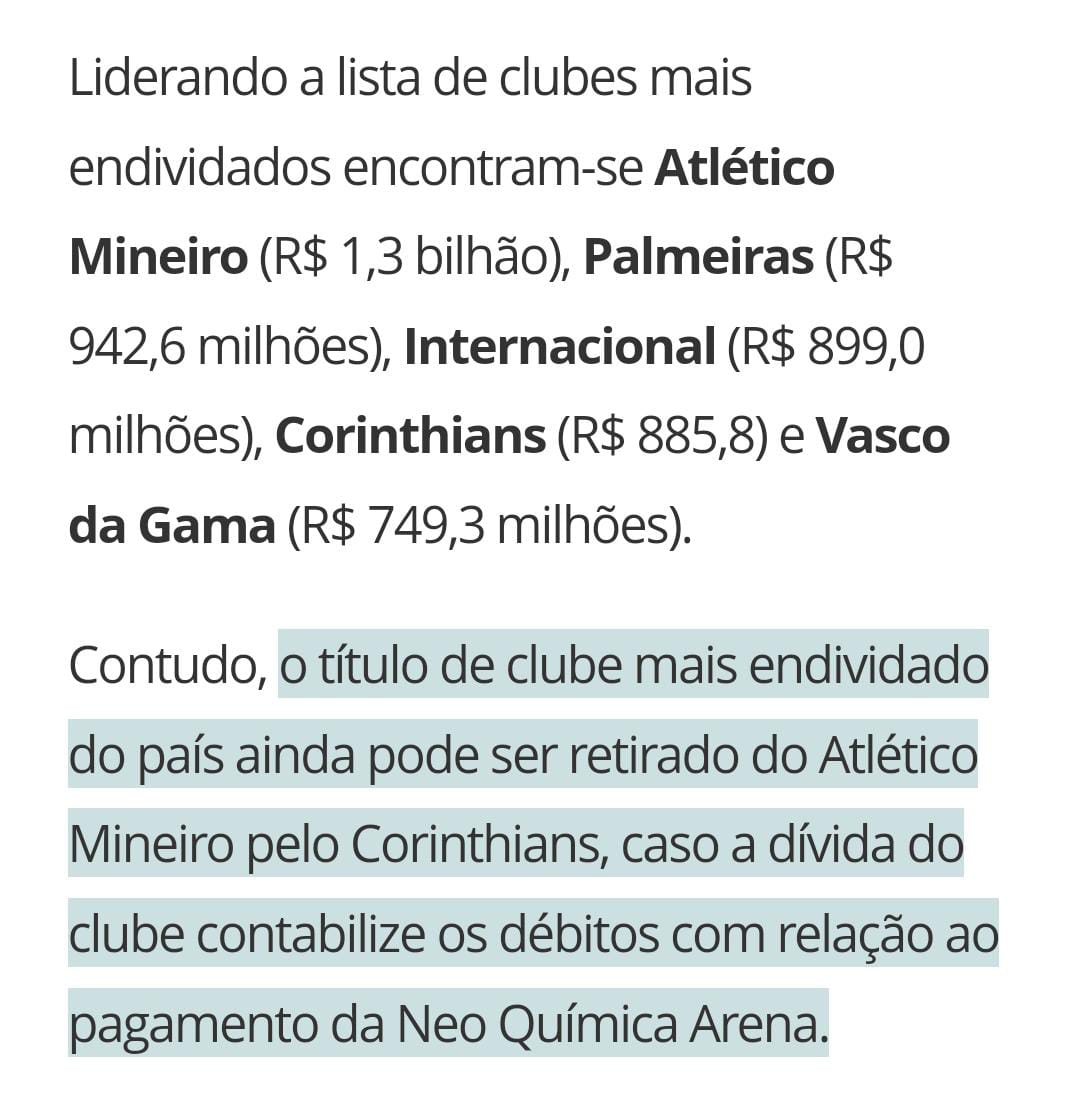 Liderando a lista de clubes mais
endividados encontram-se Atlético
Mineiro (R$ 1,3 bilhão), Palmeiras (R$
942,6 milhões), Internacional (R$ 899,0
milhões), Corinthians (R$ 885,8) e Vasco
da Gama (R$ 749,3 milhões).
Contudo, o título de clube mais endividado
do país ainda pode ser retirado do Atlético
Mineiro pelo Corinthians, caso a dívida do
clube contabilize os débitos com relação ao
pagamento da Neo Química Arena.